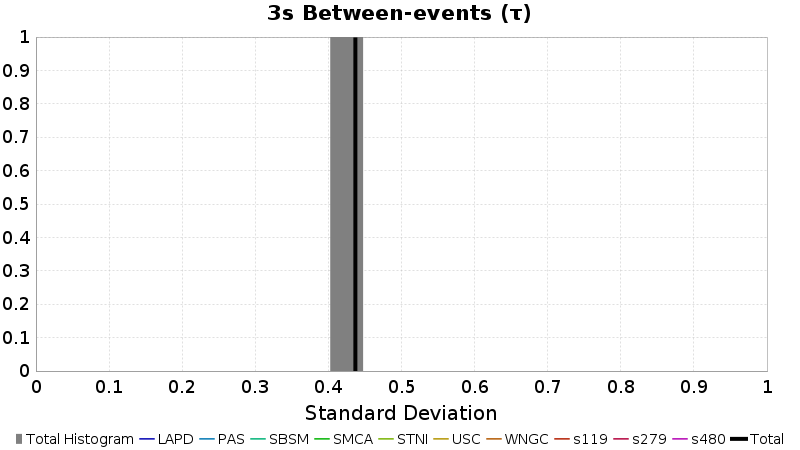 3s Between-events (τ)
1
0.9
0.8
0.7
0.6
0.5
0.4
0.3
0.2
0.1
0
0 0.1 0.2 0.3 0.4 0.5 0.6 0.7 0.8 0.9 1
Standard Deviation
Total Histogram LAPD PAS SBSM SMCA STNI USC WNGC s119 s279 s480 Total